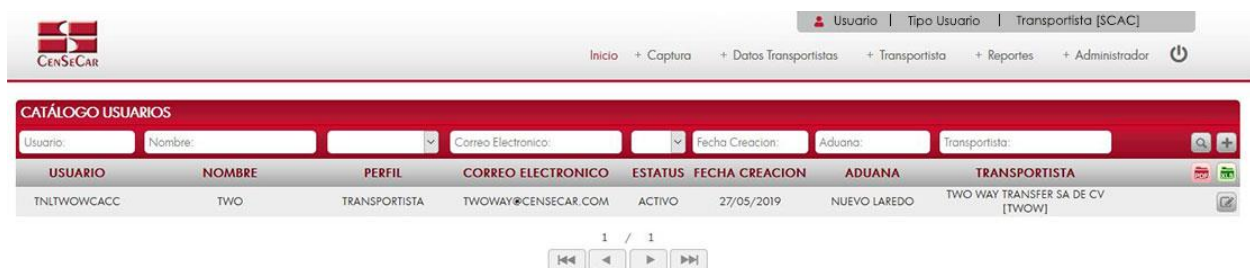 Usuario | Tipo Usuario | Transportista [SCAC]
CENSECAR
Inicio + Captura + Datos Transportistas + Transportista + Reportes + Administrador
CATÁLOGO USUARIOS
Usuario: Nombre: Correo Electronico: Fecha Creacion: Aduana: Transportista:
USUARIO NOMBRE PERFIL CORREO ELECTRONICO ESTATUS FECHA CREACION ADUANA TRANSPORTISTA
TNLTWOWCACC TWO TRANSPORTISTA TWOWAY@CENSECAR.COM ACTIVO 27/05/2019 NUEVO LAREDO TWO WAY TRANSFER SA DE CV
[TWOW]
1 / 1